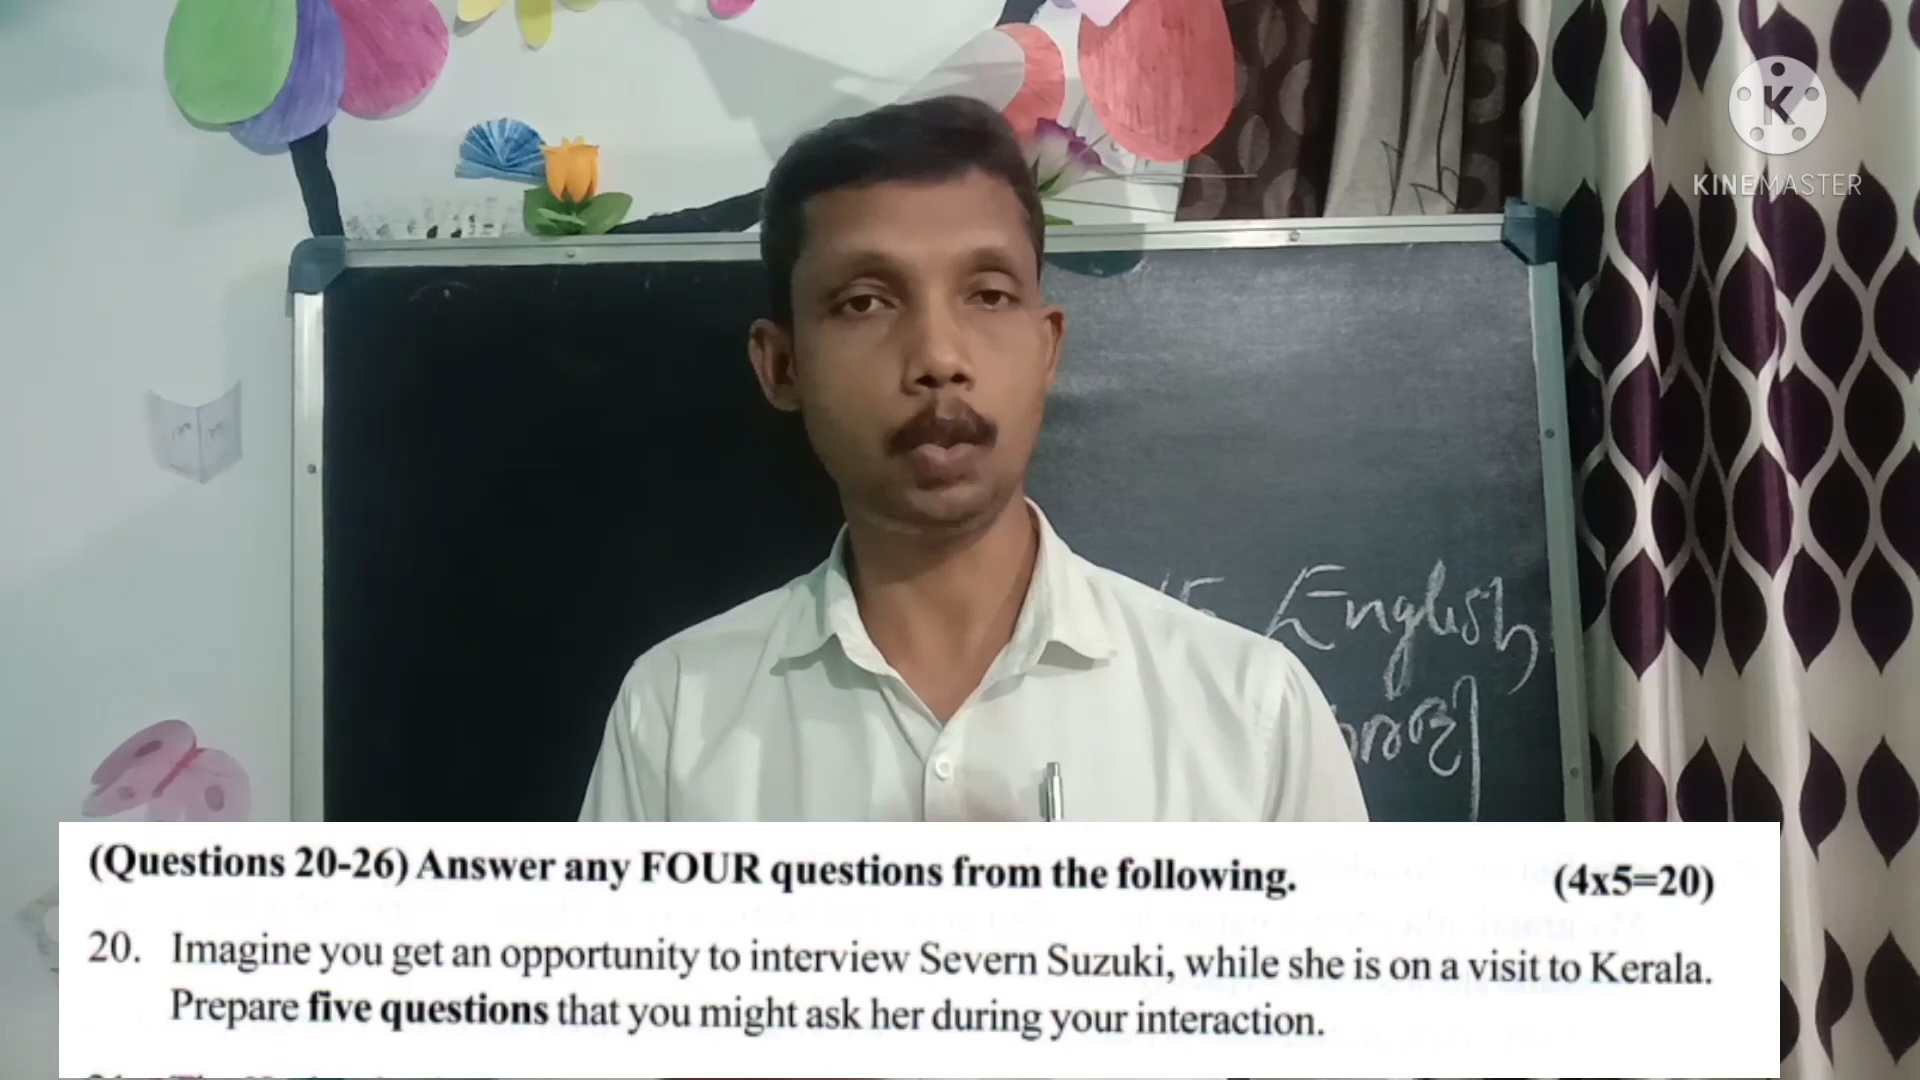 KINEMASTER
English
(Questions 20-26) Answer any FOUR questions from the following. (4x5=20)
20. Imagine you get an opportunity to interview Severn Suzuki, while she is on a visit to Kerala.
Prepare five questions that you might ask her during your interaction.